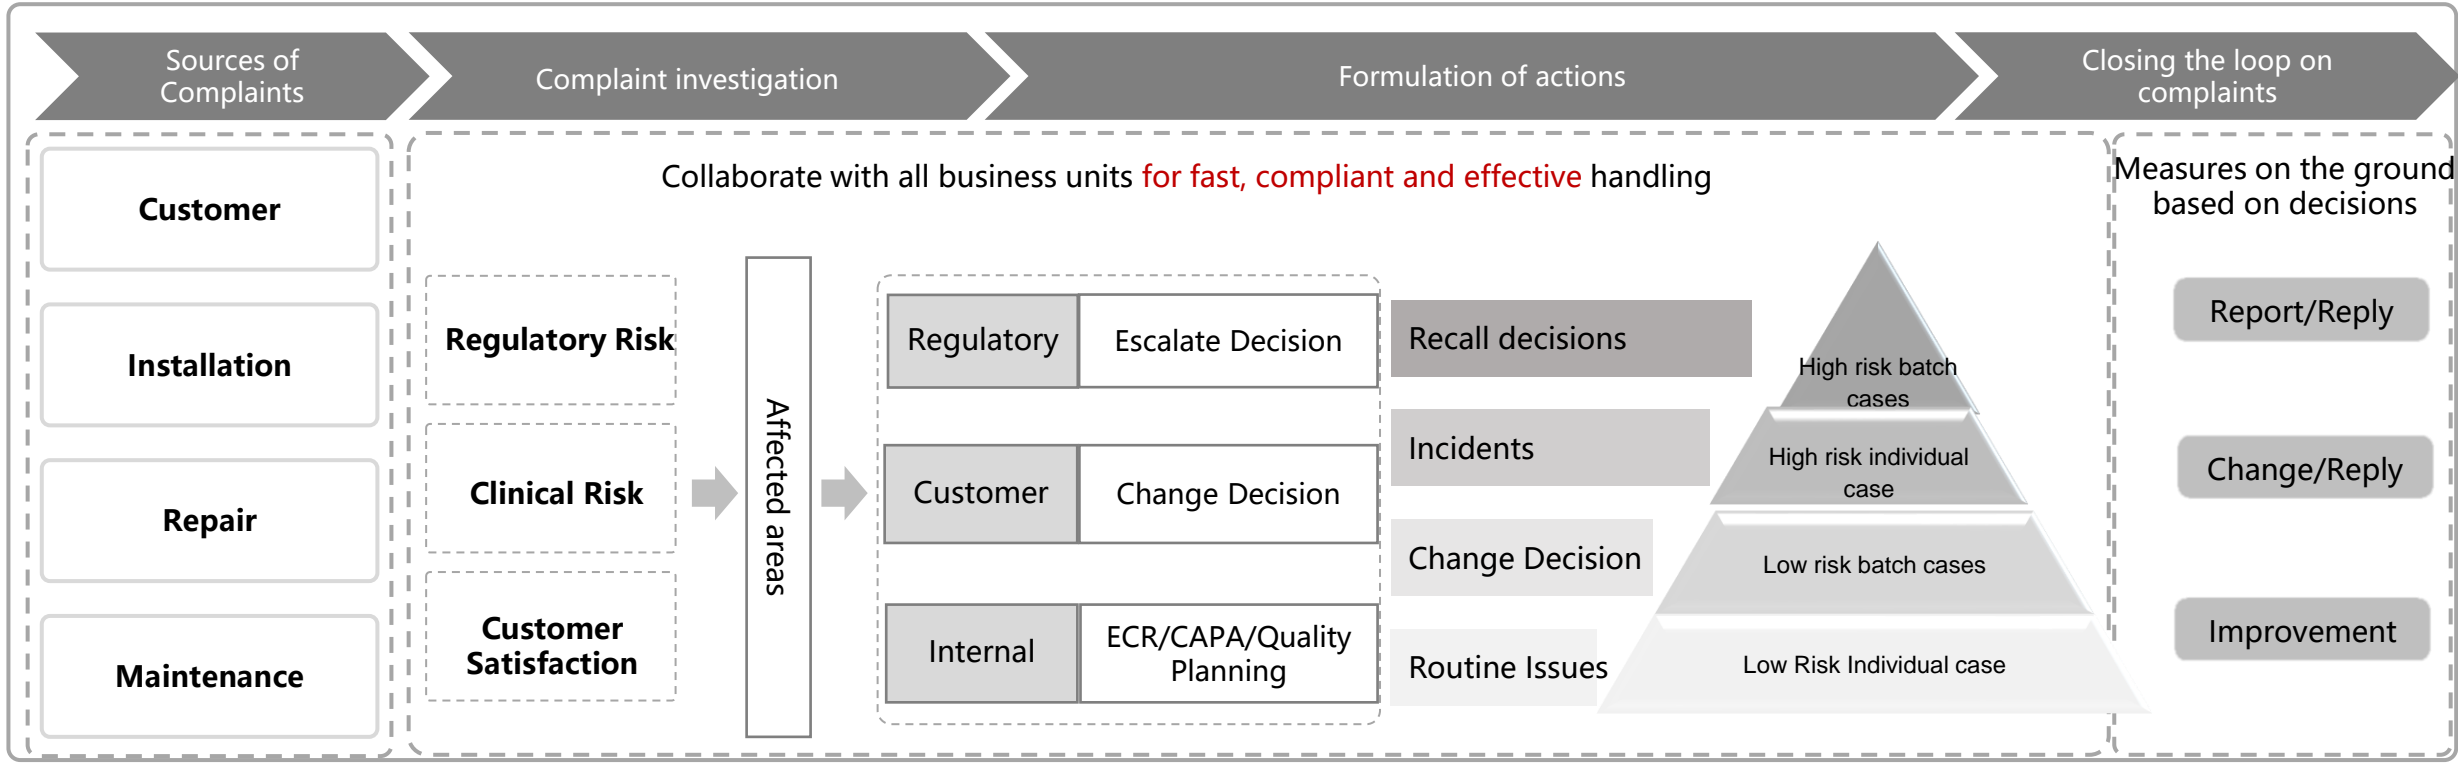 Sources of
Complaints
Complaint investigation
Formulation of actions
Closing the loop on
complaints
Customer
Installation
Repair
Maintenance
Collaborate with all business units for fast, compliant and effective handling
Regulatory Risk
Clinical Risk
Customer
Satisfaction
Affected areas
Regulatory
Escalate Decision
Customer
Change Decision
Internal
ECR/CAPA/Quality
Planning
Recall decisions
Incidents
Change Decision
Routine Issues
High risk batch
cases
High risk individual
case
Low risk batch cases
Low Risk Individual case
Measures on the ground
based on decisions
Report/Reply
Change/Reply
Improvement